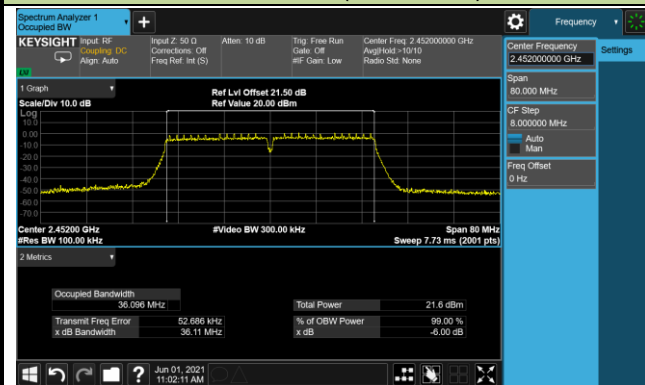 Spectrum Analyzer 1
Occupied BW
Frequency
KEYSIGHT
Input: RF
Coupling: DC
Align: Auto
Input Z: 50 Ω
Corrections: Off
Freq Ref: Int (S)
Atten: 10 dB
Trig: Free Run
Gate: Off
#IF Gain: Low
Center Freq: 2.452000000 GHz
Avg|Hold:>10/10
Radio Std: None
Center Frequency
2.452000000 GHz
Settings
Span
80.000 MHz
CF Step
8.000000 MHz
Auto
Man
Freq Offset
0 Hz
1 Graph
Scale/Div 10.0 dB
Ref Lvl Offset 21.50 dB
Ref Value 20.00 dBm
Log
10.0
0.00
-10.0
-20.0
-30.0
-40.0
-50.0
-60.0
-70.0
Center 2.45200 GHz
#Video BW 300.00 kHz
Span 80 MHz
#Res BW 100.00 kHz
Sweep 7.73 ms (2001 pts)
2 Metrics
Occupied Bandwidth
36.096 MHz
Total Power 21.6 dBm
Transmit Freq Error 52.686 kHz
% of OBW Power 99.00 %
x dB Bandwidth 36.11 MHz
x dB -6.00 dB
Jun 01, 2021
11:02:11 AM